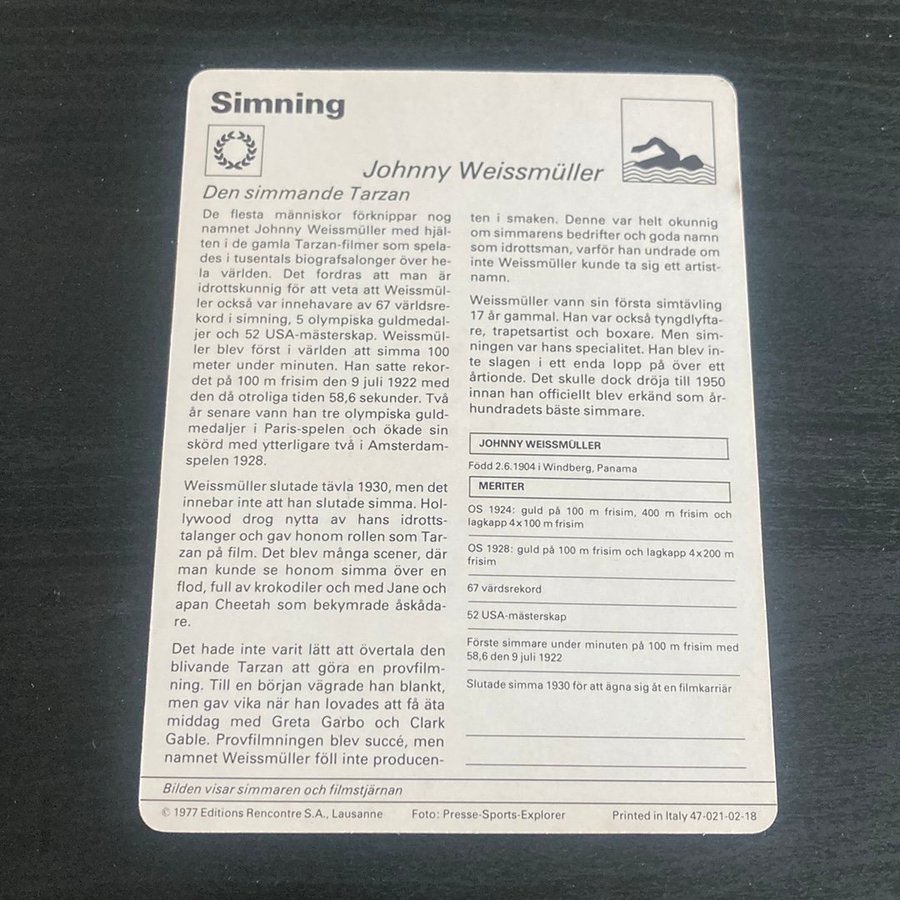 Simning
Johnny Weissmüller
Den simmande Tarzan
De flesta människor förknippar nog
namnet Johnny Weissmüller med hjäl-
ten i de gamla Tarzan-filmer som spela-
des i tusentals biografsalonger över he-
la världen. Det fordras att man är
idrottskunnig för att veta att Weissmül-
ler också var innehavare av 67 världsre-
kord i simning, 5 olympiska guldmedal-
jer och 52 USA-mästerskap. Weissmül-
ler blev först i världen att simma 100
meter under minuten. Han satte rekor-
det på 100 m frisim den 9 juli 1922 med
den då otroliga tiden 58,6 sekunder. Två
år senare vann han tre olympiska guld-
medaljer i Paris-spelen och ökade sin
skörd med ytterligare två i Amsterdam-
spelen 1928.
Weissmüller slutade tävla 1930, men det
innebar inte att han slutade simma. Hol-
lywood drog nytta av hans idrotts-
talanger och gav honom rollen som Tar-
zan på film. Det blev många scener, där
man kunde se honom simma över en
flod, full av krokodiler och med Jane och
apan Cheetah som bekymrade åskåda-
re.
Det hade inte varit lätt att övertala den
blivande Tarzan att göra en provfilm-
ning. Till en början vägrade han blankt,
men gav vika när han lovades att få äta
middag med Greta Garbo och Clark
Gable. Provfilmningen blev succé, men
namnet Weissmüller föll inte producen-
ten i smaken. Denne var helt okunnig
om simmarens bedrifter och goda namn
som idrottsman, varför han undrade om
inte Weissmüller kunde ta sig ett artist-
namn.
Weissmüller vann sin första simtävling
17 år gammal. Han var också tyngdlyfta-
re, trapetsartist och boxare. Men sim-
ningen var hans specialitet. Han blev in-
te slagen i ett enda lopp på över ett
årtionde. Det skulle dock dröja till 1950
innan han officiellt blev erkänd som år-
hundradets bäste simmare.
JOHNNY WEISSMÜLLER
Född 2.6.1904 i Windberg, Panama
MERITER
OS 1924: guld på 100 m frisim, 400 m frisim och
lagkapp 4x100 m frisim
OS 1928: guld på 100 m frisim och lagkapp 4x200 m
frisim
67 värdsrekord
52 USA-mästerskap
Förste simmare under minuten på 100 m frisim med
58,6 den 9 juli 1922
Slutade simma 1930 för att ägna sig åt en filmkarriär
Bilden visar simmaren och filmstjärnan
© 1977 Editions Rencontre S.A., Lausanne Foto: Presse-Sports-Explorer Printed in Italy 47-021-02-18